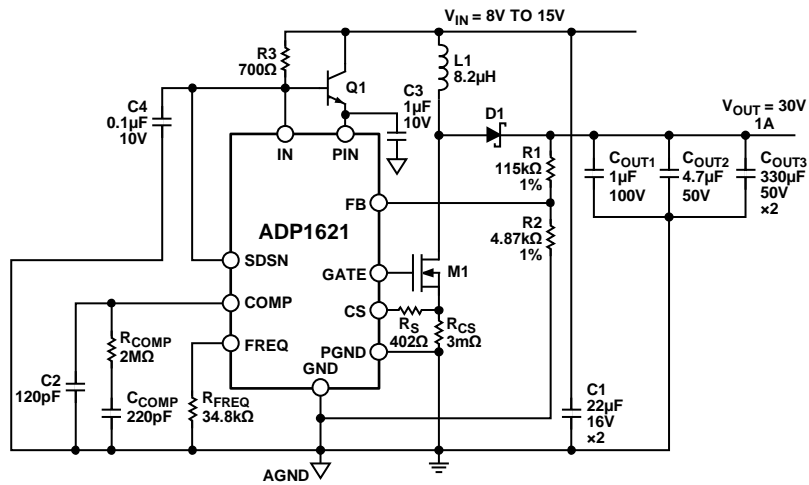 V_IN = 8V TO 15V
R3
700Ω
L1
8.2µH
Q1
C4
0.1µF
10V
C3
1µF
10V
D1
V_OUT = 30V
1A
IN
PIN
R1
115kΩ
1%
C_OUT1
1µF
100V
C_OUT2
4.7µF
50V
C_OUT3
330µF
50V
×2
FB
ADP1621
R2
4.87kΩ
1%
SDSN
GATE
M1
COMP
CS
R_S
402Ω
R_CS
3mΩ
R_COMP
2MΩ
FREQ
PGND
GND
C2
120pF
C_COMP
220pF
R_FREQ
34.8kΩ
C1
22µF
16V
×2
AGND